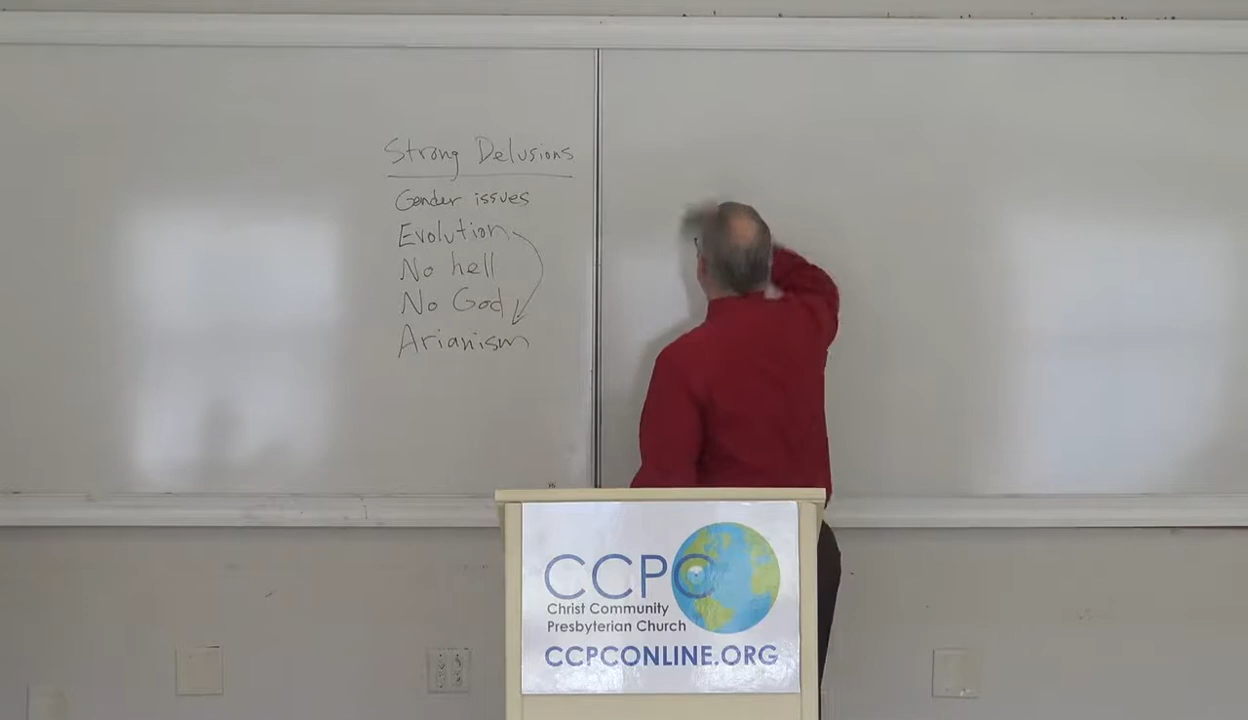 Strong Delusions
Gender issues
Evolution
No hell
No God
Arianism
CCPC
Christ Community
Presbyterian Church
CCPCONLINE.ORG